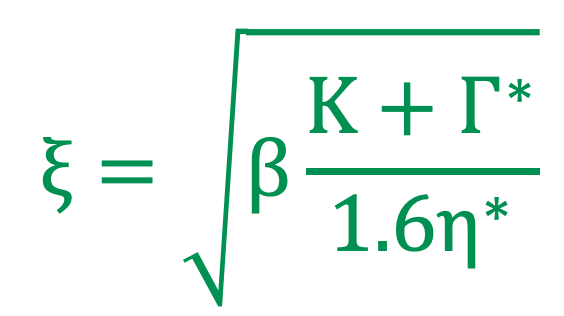 ξ = √(β (Κ + Γ*) / (1.6η*))